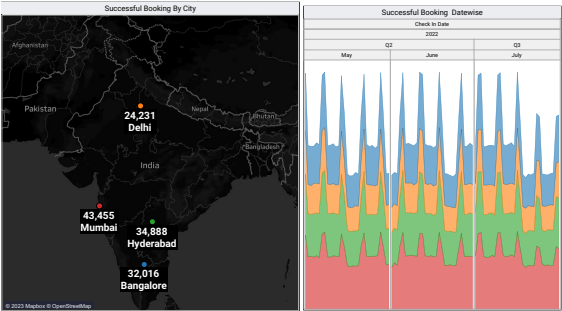 Successful Booking By City
Afghanistan
Pakistan
Nepal
Bhutan
Bangladesh
India
24,231
Delhi
43,455
Mumbai
34,888
Hyderabad
32,016
Bangalore
© 2023 Mapbox © OpenStreetMap
Successful Booking Datewise
Check In Date
2022
Q2
Q3
May
June
July